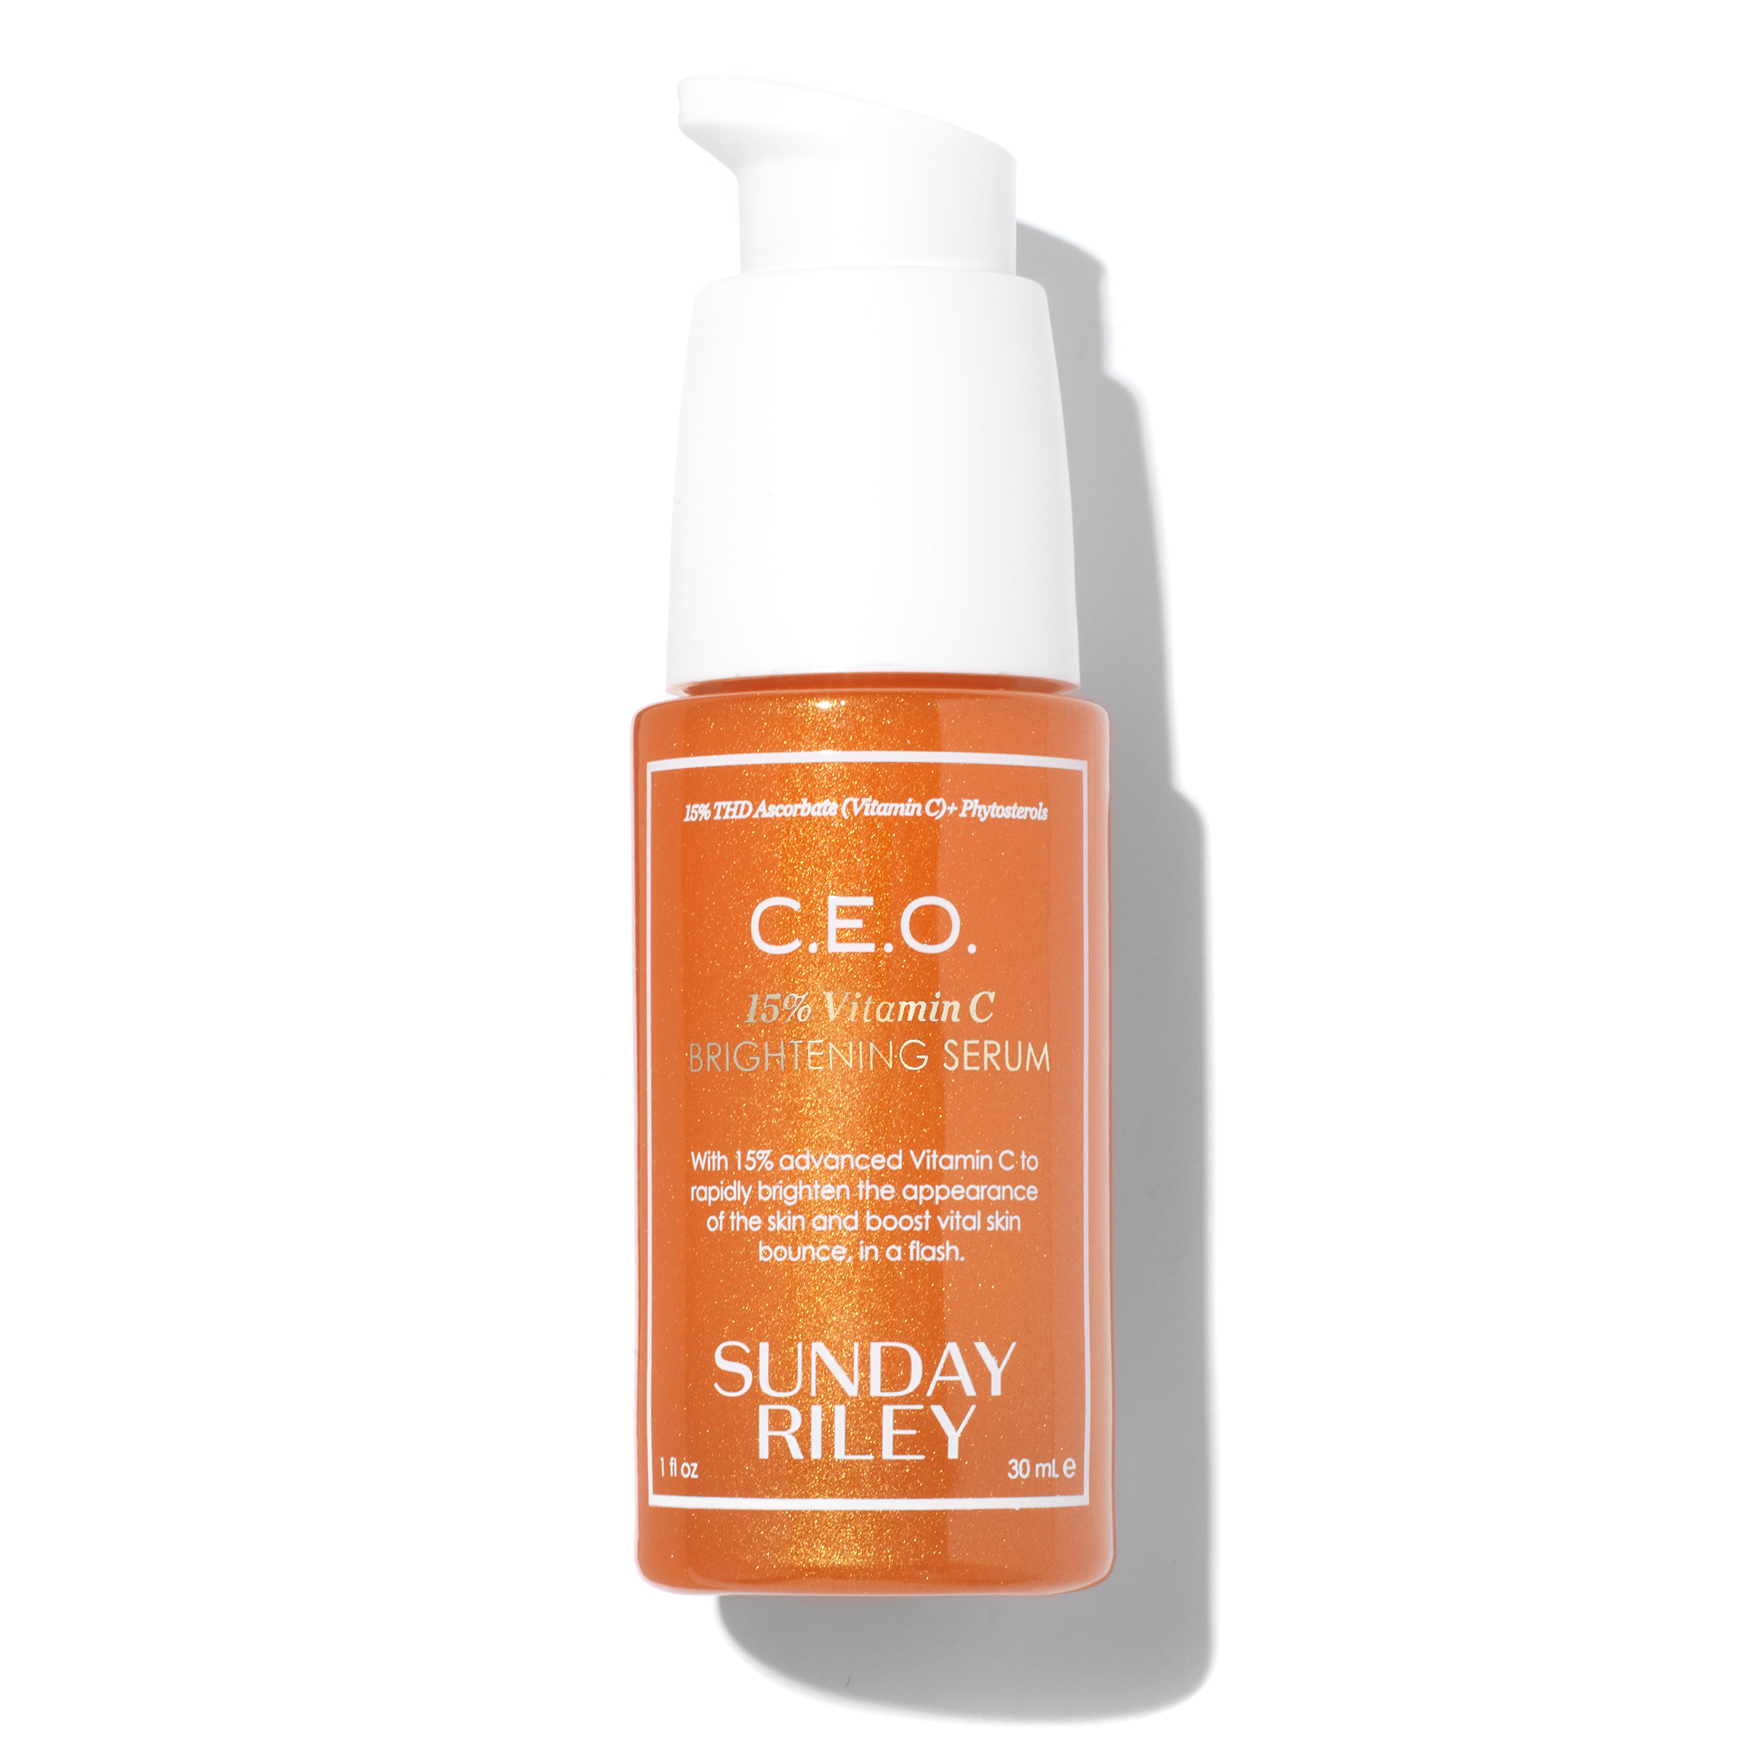 15% THD Ascorbate (Vitamin C)+ Phytosterols
C.E.O.
15% Vitamin C
BRIGHTENING SERUM
With 15% advanced Vitamin C to
rapidly brighten the appearance
of the skin and boost vital skin
bounce, in a flash.
SUNDAY
RILEY
1 fl oz
30 mL e